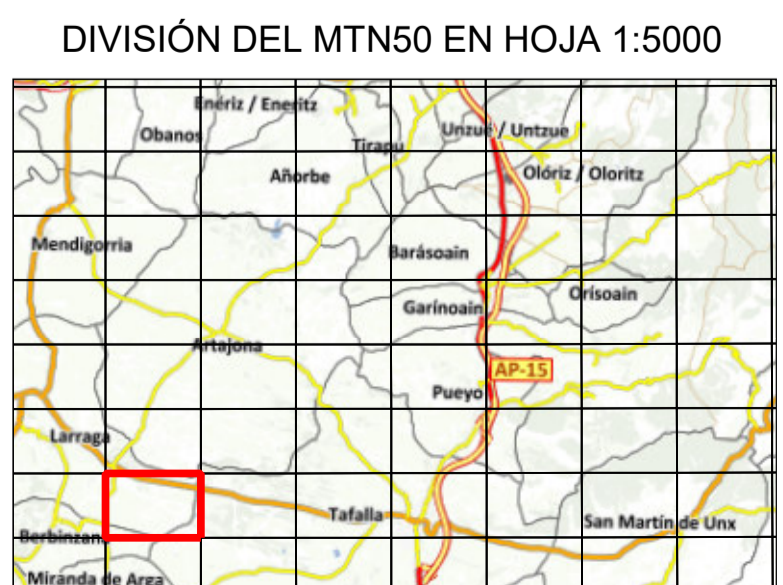 DIVISIÓN DEL MTN50 EN HOJA 1:5000
Enériz / Eneritz
Obanos
Unzué / Untzue
Tirapu
Añorbe
Olóriz / Oloritz
Mendigorria
Barásoain
Orisoain
Garínoain
Artajona
AP-15
Pueyo
Larraga
Tafalla
San Martín de Unx
Berbinzana
Miranda de Arga